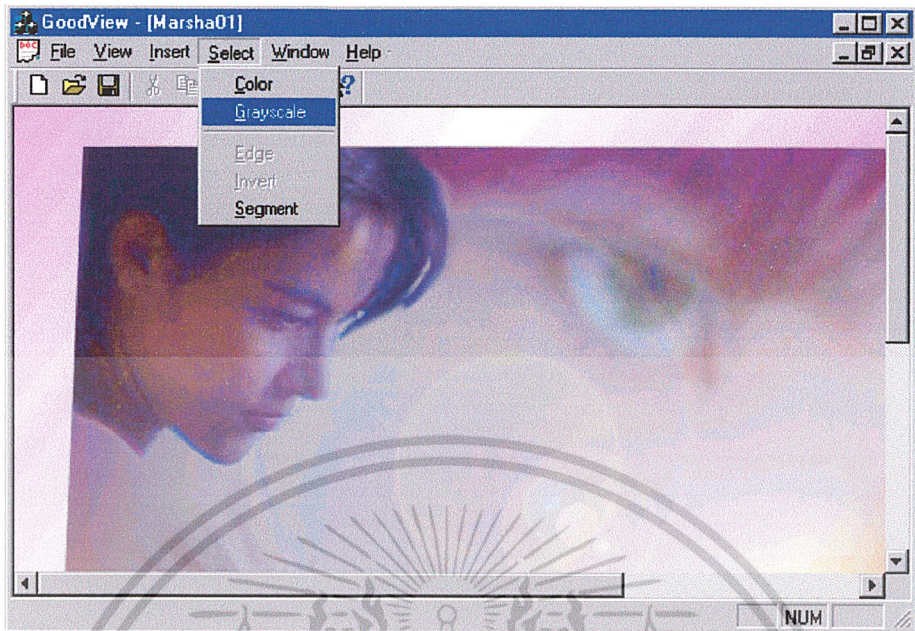 GoodView - [Marsha01]
File View Insert Select Window Help
Color
Grayscale
Edge
Invert
Segment
NUM